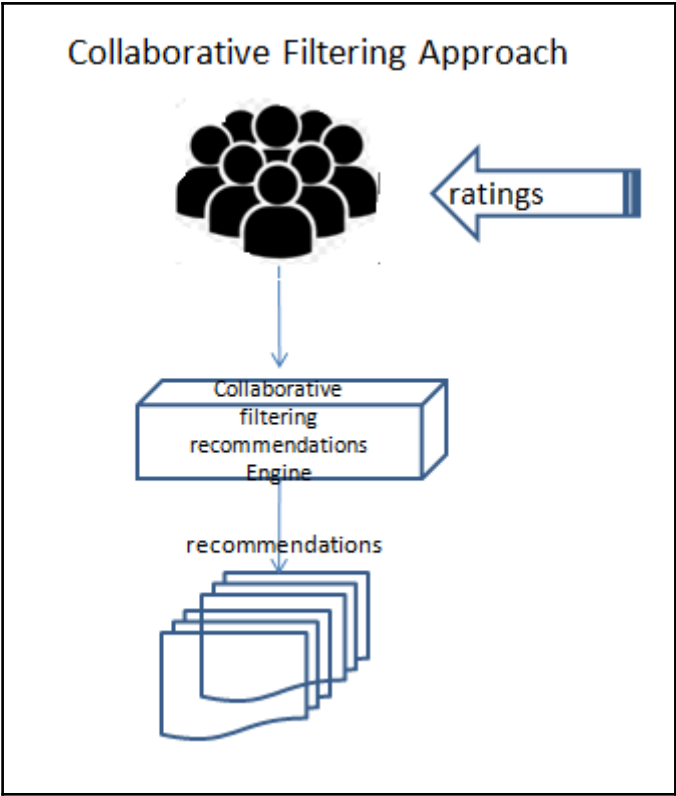 Collaborative Filtering Approach
ratings
Collaborative
filtering
recommendations
Engine
recommendations